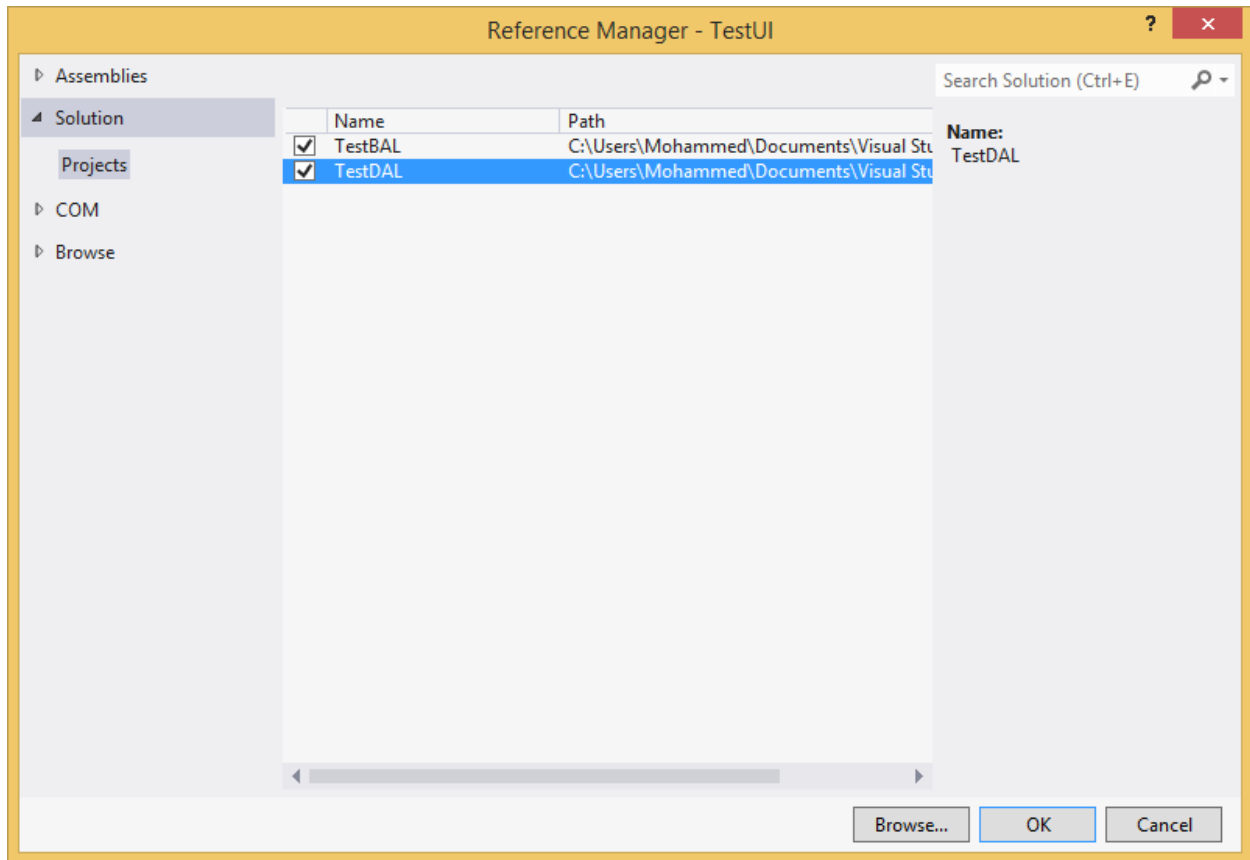 Reference Manager - TestUI
?
Assemblies
Search Solution (Ctrl+E)
Solution
Projects
COM
Browse
Name Path
TestBAL C:\Users\Mohammed\Documents\Visual Stu
TestDAL C:\Users\Mohammed\Documents\Visual Stu
Name:
TestDAL
Browse... OK Cancel